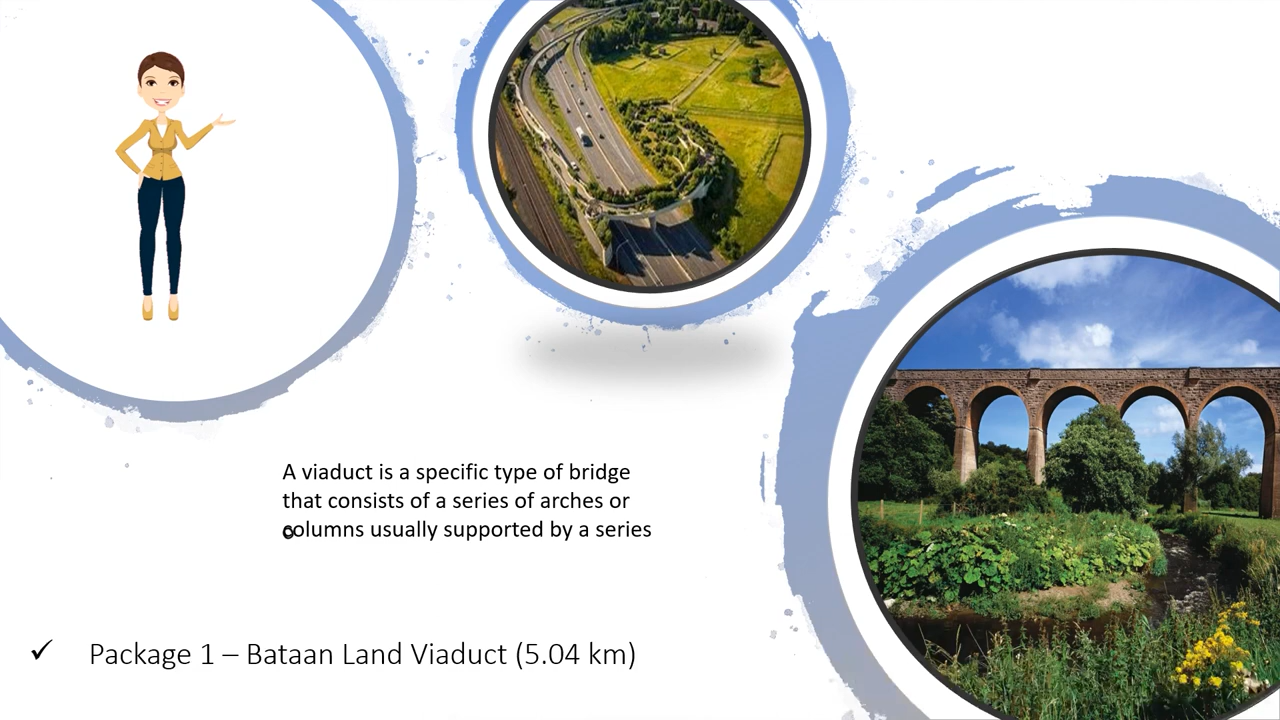 A viaduct is a specific type of bridge
that consists of a series of arches or
columns usually supported by a series
o
✓ Package 1 – Bataan Land Viaduct (5.04 km)